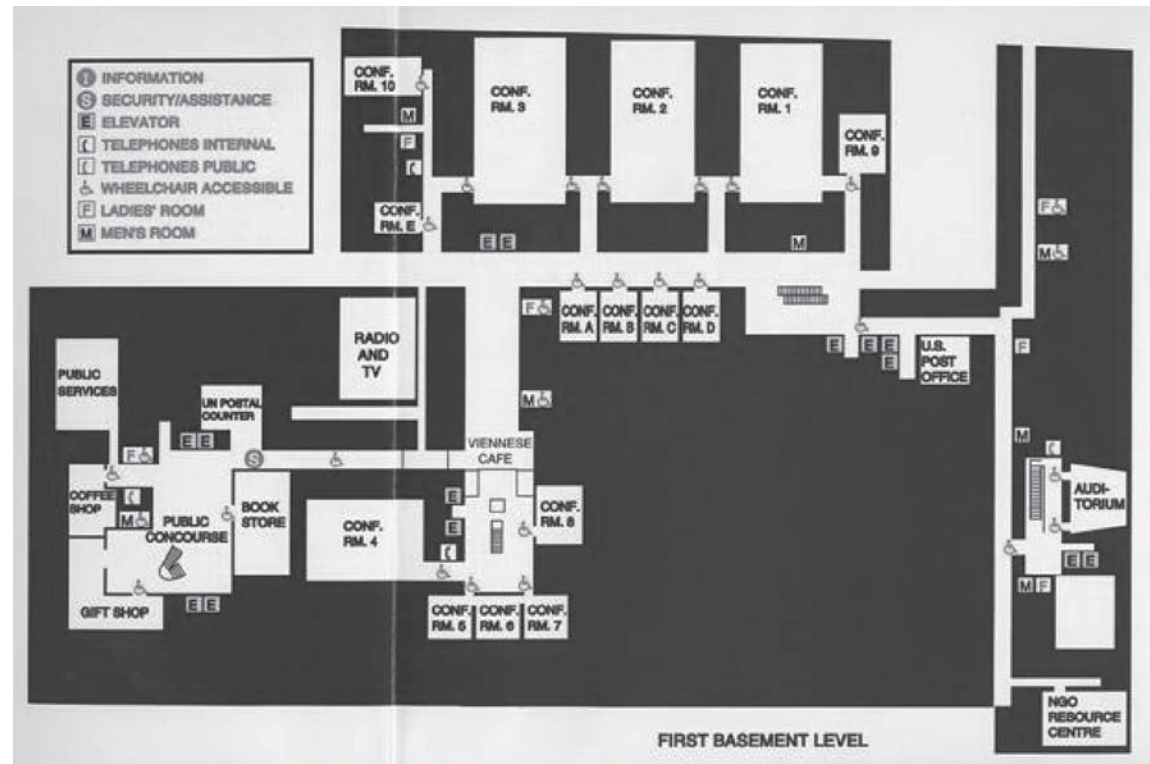 INFORMATION
S SECURITY/ASSISTANCE
E ELEVATOR
TELEPHONES INTERNAL
TELEPHONES PUBLIC
WHEELCHAIR ACCESSIBLE
F LADIES' ROOM
M MEN'S ROOM
CONF.
RM. 10
M
F
CONF.
RM. E
CONF.
RM. 3
CONF.
RM. 2
CONF.
RM. 1
CONF.
RM. 9
E E
M
F
M
CONF.
RM. A
CONF.
RM. B
CONF.
RM. C
CONF.
RM. D
F
M
E
E E
E
U.S.
POST
OFFICE
F
M
RADIO
AND
TV
PUBLIC
SERVICES
UN POSTAL
COUNTER
E E
S
F
COFFEE
SHOP
M
PUBLIC
CONCOURSE
BOOK
STORE
GIFT SHOP
E E
VIENNESE
CAFE
CONF.
RM. 4
E
E
CONF.
RM. 8
CONF.
RM. 5
CONF.
RM. 6
CONF.
RM. 7
AUDI-
TORIUM
E E
M F
NGO
RESOURCE
CENTRE
FIRST BASEMENT LEVEL